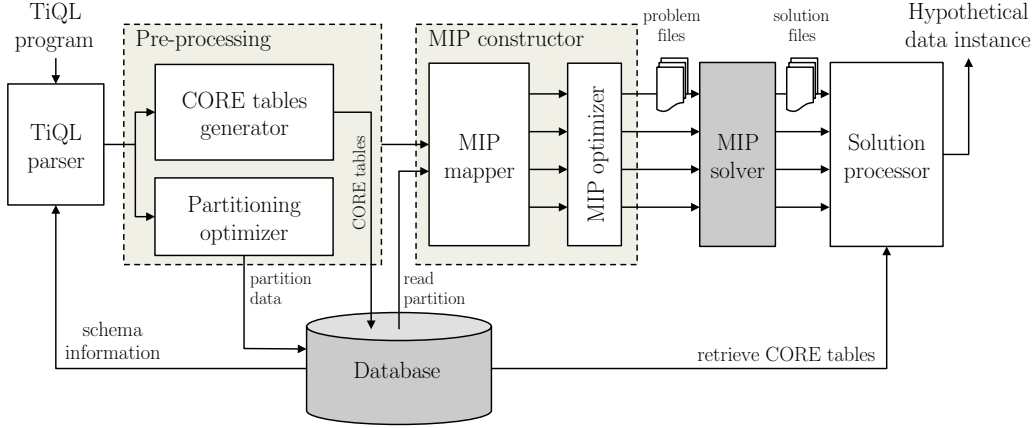 TiQL
program
Pre-processing
MIP constructor
problem
files
solution
files
Hypothetical
data instance
TiQL
parser
CORE tables
generator
Partitioning
optimizer
CORE tables
MIP
mapper
MIP optimizer
MIP
solver
Solution
processor
partition
data
read
partition
schema
information
Database
retrieve CORE tables